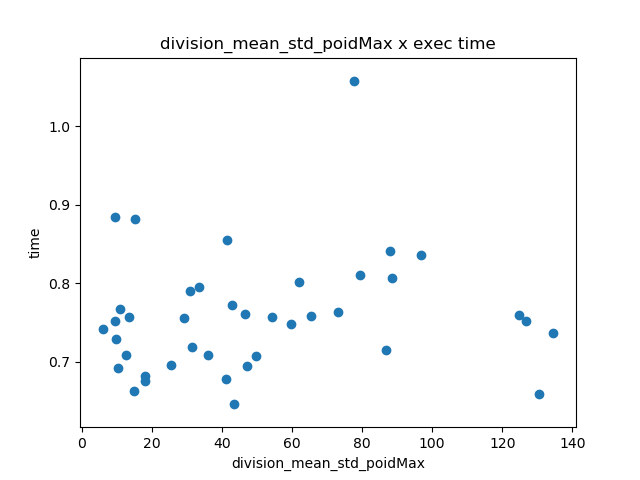 division_mean_std_poidMax x exec time
time
1.0
0.9
0.8
0.7
0 20 40 60 80 100 120 140
division_mean_std_poidMax